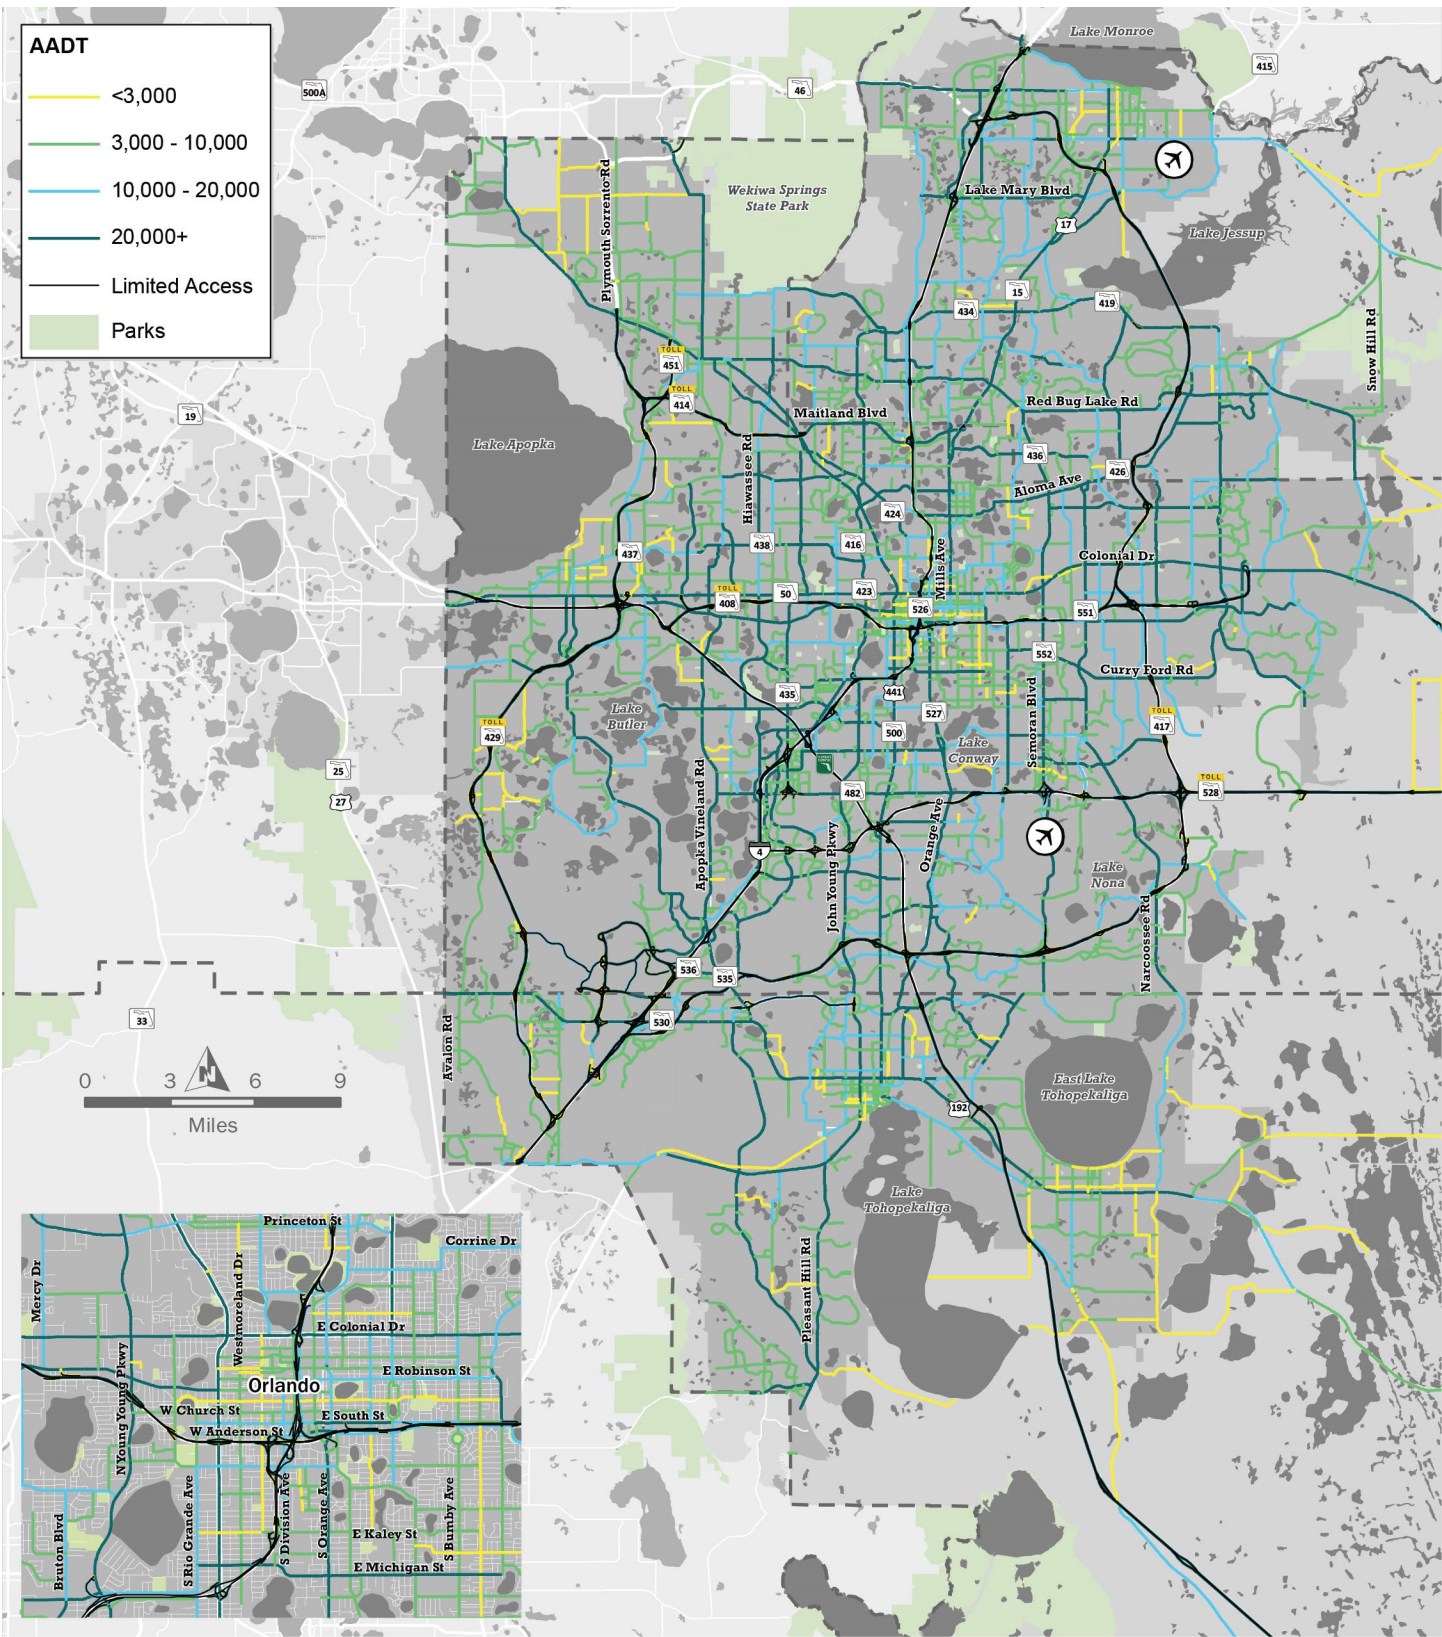 AADT
<3,000
3,000 - 10,000
10,000 - 20,000
20,000+
Limited Access
Parks
Lake Monroe
415
500A
46
Plymouth Sorrento Rd
Wekiwa Springs
State Park
Lake Mary Blvd
17
Lake Jessup
15
434
419
Snow Hill Rd
TOLL
451
TOLL
414
19
Maitland Blvd
Red Bug Lake Rd
Lake Apopka
Hiawassee Rd
436
426
Aloma Ave
424
437
438
416
Mills Ave
Colonial Dr
TOLL
408
50
423
526
551
552
Curry Ford Rd
435
441
Lake
Butler
527
Semoran Blvd
TOLL
417
TOLL
429
500
Lake
Conway
25
27
Apopka Vineland Rd
482
TOLL
528
John Young Pkwy
Orange Ave
4
Lake
Nona
Narcoossee Rd
536
535
33
530
Avalon Rd
0 3 6 9
N
Miles
East Lake
Tohopekaliga
192
Lake
Tohopekaliga
Pleasant Hill Rd
Princeton St
Corrine Dr
Mercy Dr
Westmoreland Dr
E Colonial Dr
N Young Young Pkwy
E Robinson St
Orlando
W Church St
E South St
W Anderson St
Bruton Blvd
S Rio Grande Ave
S Division Ave
S Orange Ave
S Bumby Ave
E Kaley St
E Michigan St